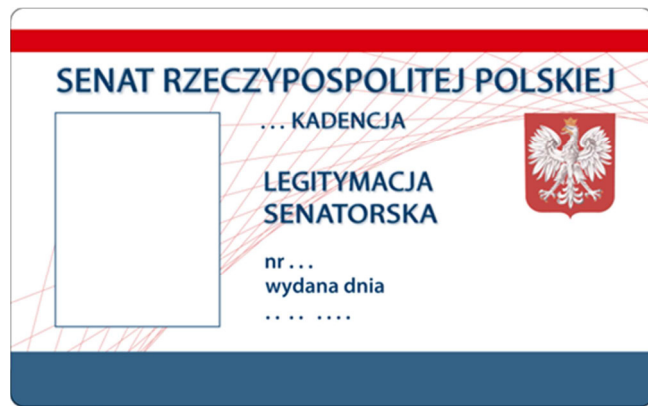 SENAT RZECZYPOSPOLITEJ POLSKIEJ
... KADENCJA
LEGITYMACJA
SENATORSKA
nr ...
wydana dnia
.. .. ....